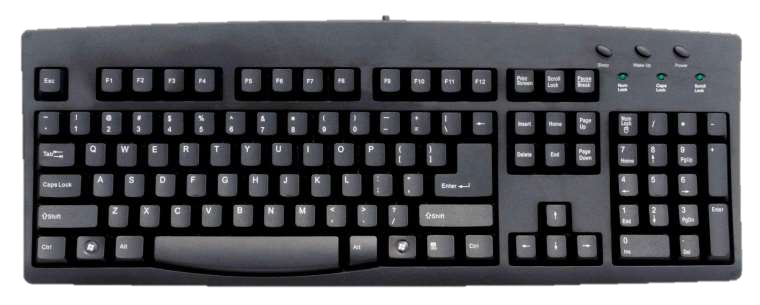 Sleep Wake Up Power
Num Lock Caps Lock Scroll Lock
Esc F1 F2 F3 F4 F5 F6 F7 F8 F9 F10 F11 F12 Print Screen Scroll Lock Pause Break
! @ # $ % ^ & * ( ) + |
1 2 3 4 5 6 7 8 9 0 = \ ← Insert Home Page Up Num Lock / * -
Tab Q W E R T Y U I O P { [ } ] Delete End Page Down 7 Home 8 ↑ 9 PgUp +
Caps Lock A S D F G H J K L : ; Enter 4 ← 5 6 →
⇧Shift Z X C V B N M < , > . ? / ⇧Shift ↑ 1 End 2 ↓ 3 PgDn Enter
Ctrl Alt Alt Ctrl ← ↓ → 0 Ins . Del